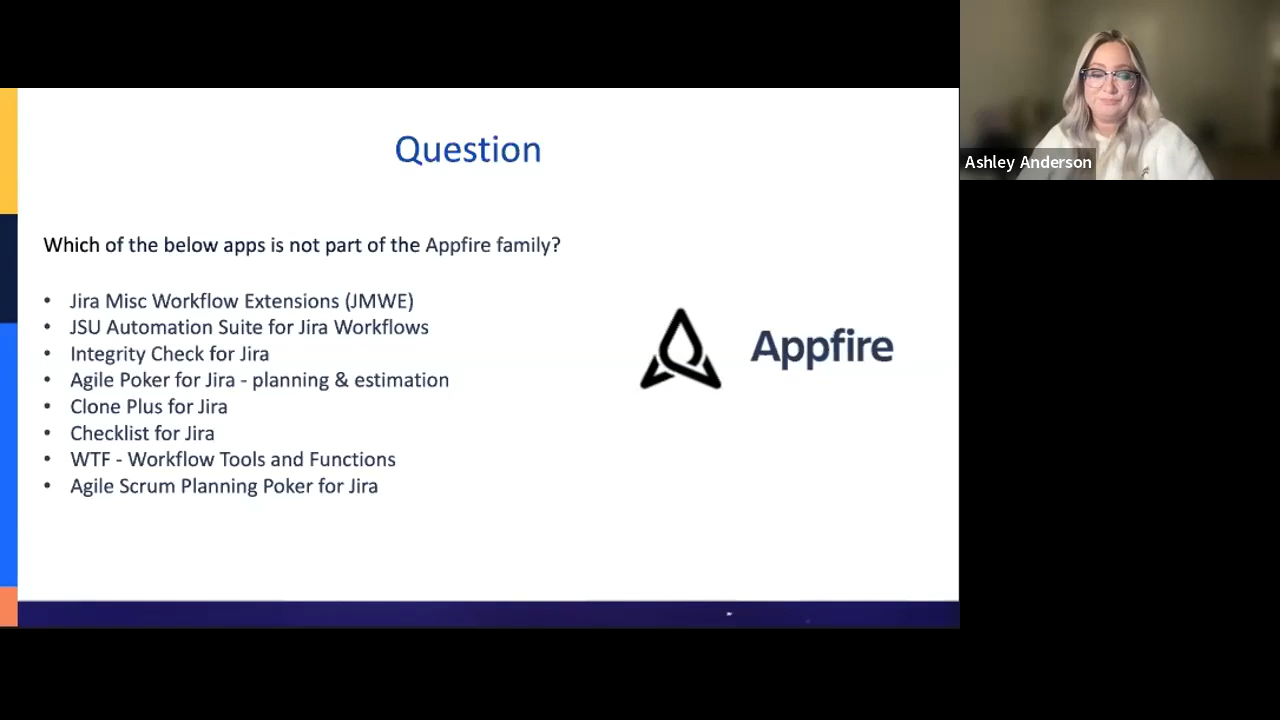 Question
Which of the below apps is not part of the Appfire family?
• Jira Misc Workflow Extensions (JMWE)
• JSU Automation Suite for Jira Workflows
• Integrity Check for Jira
• Agile Poker for Jira - planning & estimation
• Clone Plus for Jira
• Checklist for Jira
• WTF - Workflow Tools and Functions
• Agile Scrum Planning Poker for Jira
Appfire
Ashley Anderson